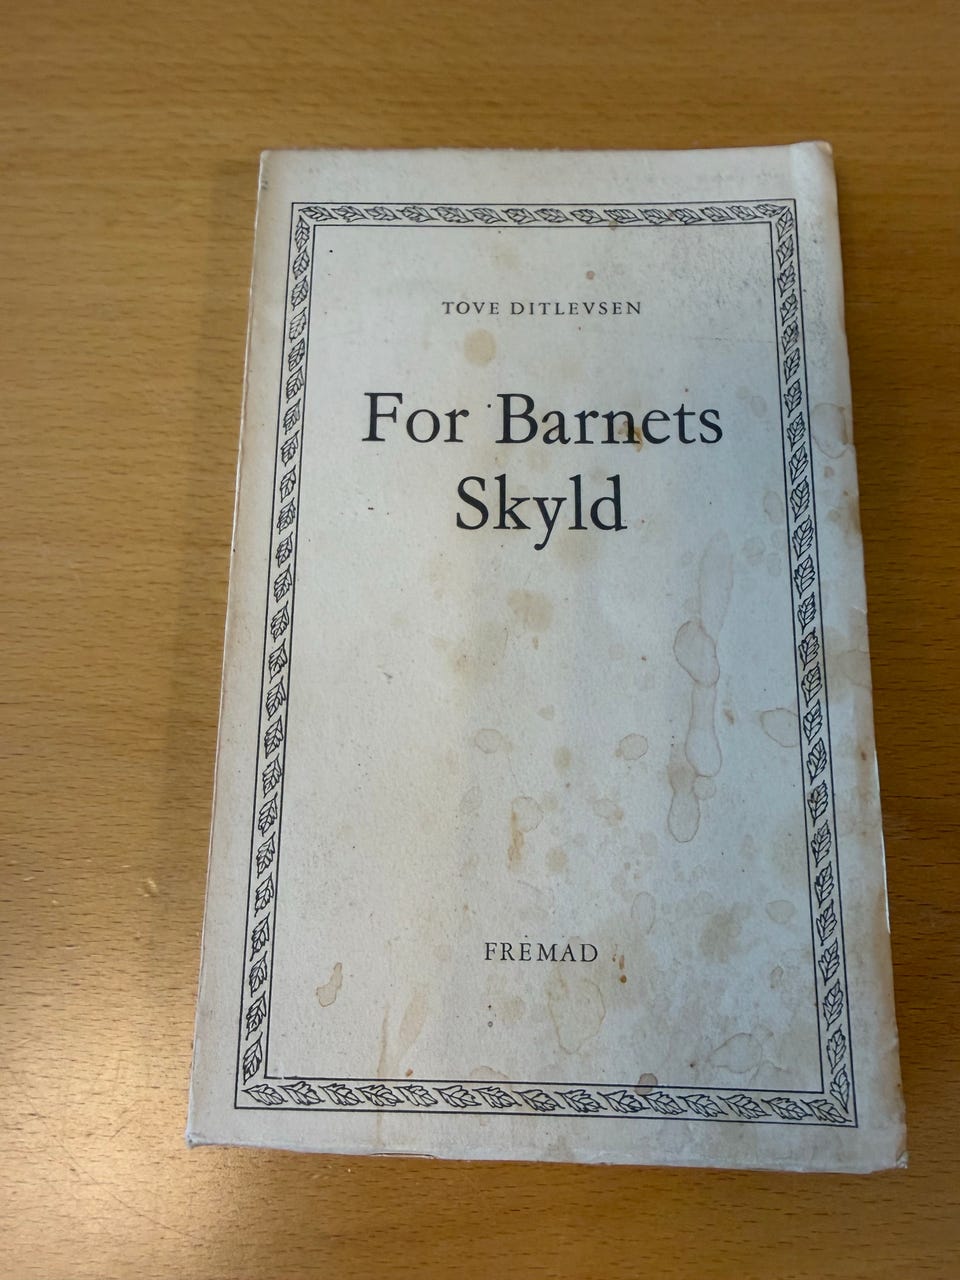 TOVE DITLEVSEN
For Barnets
Skyld
FREMAD